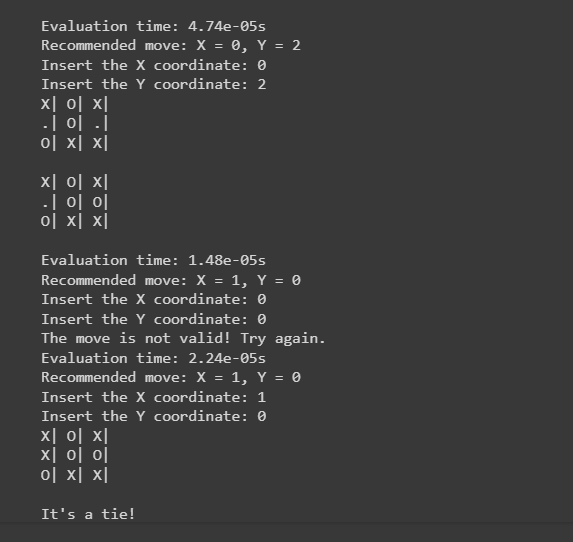 Evaluation time: 4.74e-05s
Recommended move: X = 0, Y = 2
Insert the X coordinate: 0
Insert the Y coordinate: 2
X| O| X|
.| O| .|
O| X| X|

X| O| X|
.| O| O|
O| X| X|

Evaluation time: 1.48e-05s
Recommended move: X = 1, Y = 0
Insert the X coordinate: 0
Insert the Y coordinate: 0
The move is not valid! Try again.
Evaluation time: 2.24e-05s
Recommended move: X = 1, Y = 0
Insert the X coordinate: 1
Insert the Y coordinate: 0
X| O| X|
X| O| O|
O| X| X|

It's a tie!